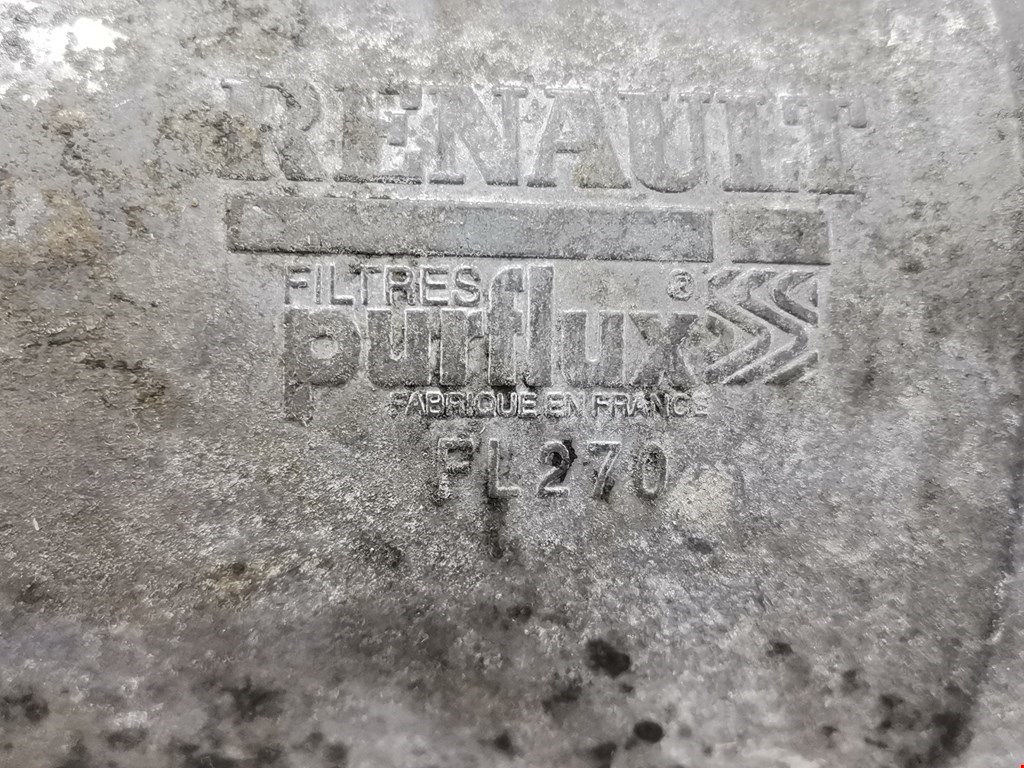 RENAULT
FILTRES ®
purflux
FABRIQUE EN FRANCE
FL270